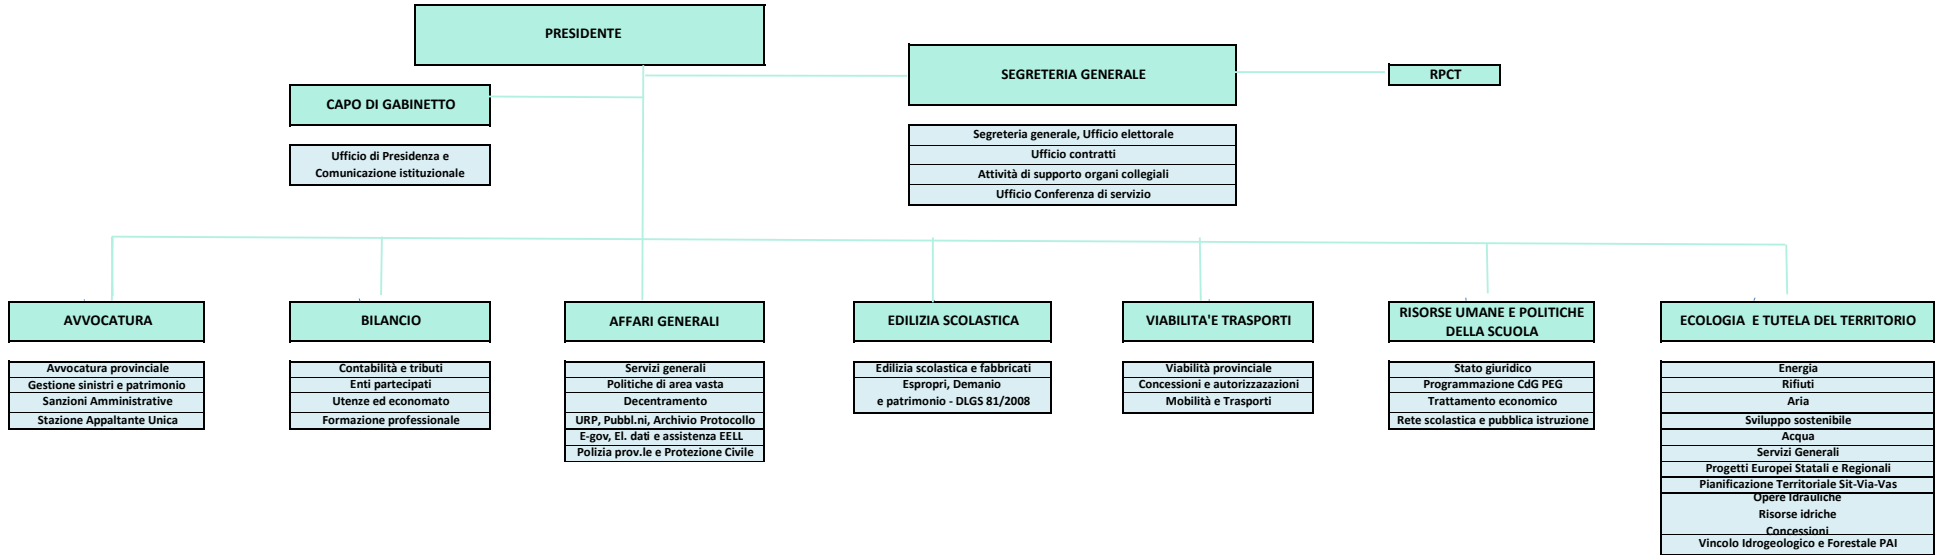 PRESIDENTE
SEGRETERIA GENERALE
RPCT
CAPO DI GABINETTO
Segreteria generale, Ufficio elettorale
Ufficio contratti
Attività di supporto organi collegiali
Ufficio Conferenza di servizio
Ufficio di Presidenza e
Comunicazione istituzionale
AVVOCATURA
Avvocatura provinciale
Gestione sinistri e patrimonio
Sanzioni Amministrative
Stazione Appaltante Unica
BILANCIO
Contabilità e tributi
Enti partecipati
Utenze ed economato
Formazione professionale
AFFARI GENERALI
Servizi generali
Politiche di area vasta
Decentramento
URP, Pubbl.ni, Archivio Protocollo
E-gov, El. dati e assistenza EELL
Polizia prov.le e Protezione Civile
EDILIZIA SCOLASTICA
Edilizia scolastica e fabbricati
Espropri, Demanio
e patrimonio - DLGS 81/2008
VIABILITA'E TRASPORTI
Viabilità provinciale
Concessioni e autorizzazazioni
Mobilità e Trasporti
RISORSE UMANE E POLITICHE
DELLA SCUOLA
Stato giuridico
Programmazione CdG PEG
Trattamento economico
Rete scolastica e pubblica istruzione
ECOLOGIA  E TUTELA DEL TERRITORIO
Energia
Rifiuti
Aria
Sviluppo sostenibile
Acqua
Servizi Generali
Progetti Europei Statali e Regionali
Pianificazione Territoriale Sit-Via-Vas
Opere Idrauliche
Risorse idriche
Concessioni
Vincolo Idrogeologico e Forestale PAI